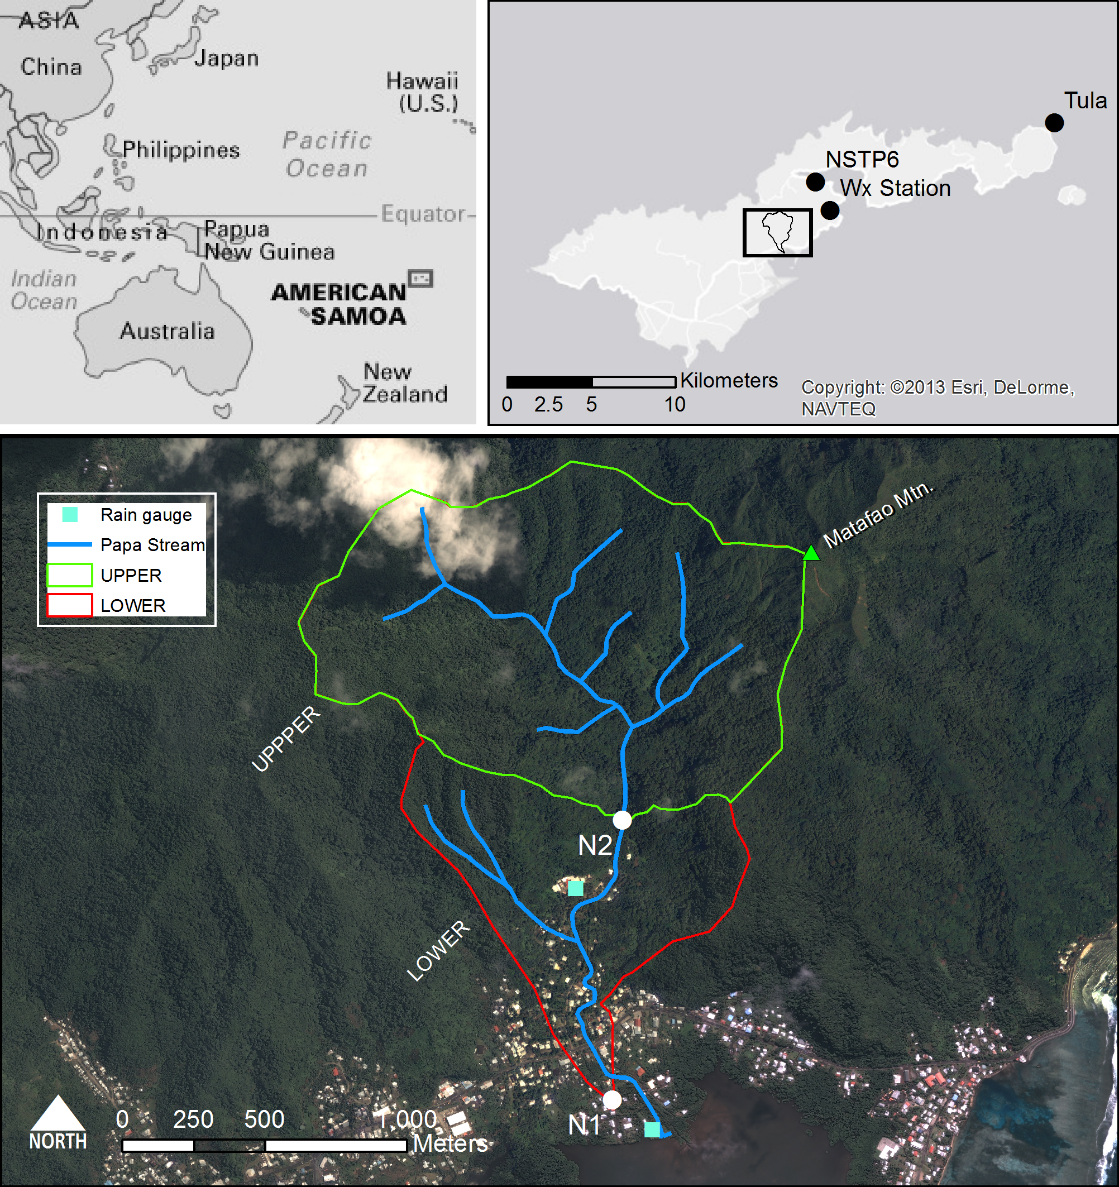 ASIA
China
Japan
Hawaii
(U.S.)
Philippines
Pacific
Ocean
Equator
Indonesia
Papua
New Guinea
Indian
Ocean
AMERICAN
SAMOA
Australia
New
Zealand
Tula
NSTP6
Wx Station
Kilometers
0 2.5 5 10
Copyright: ©2013 Esri, DeLorme,
NAVTEQ
Rain gauge
Papa Stream
UPPER
LOWER
Matafao Mtn.
UPPPER
N2
LOWER
N1
0 250 500 1,000
Meters
NORTH